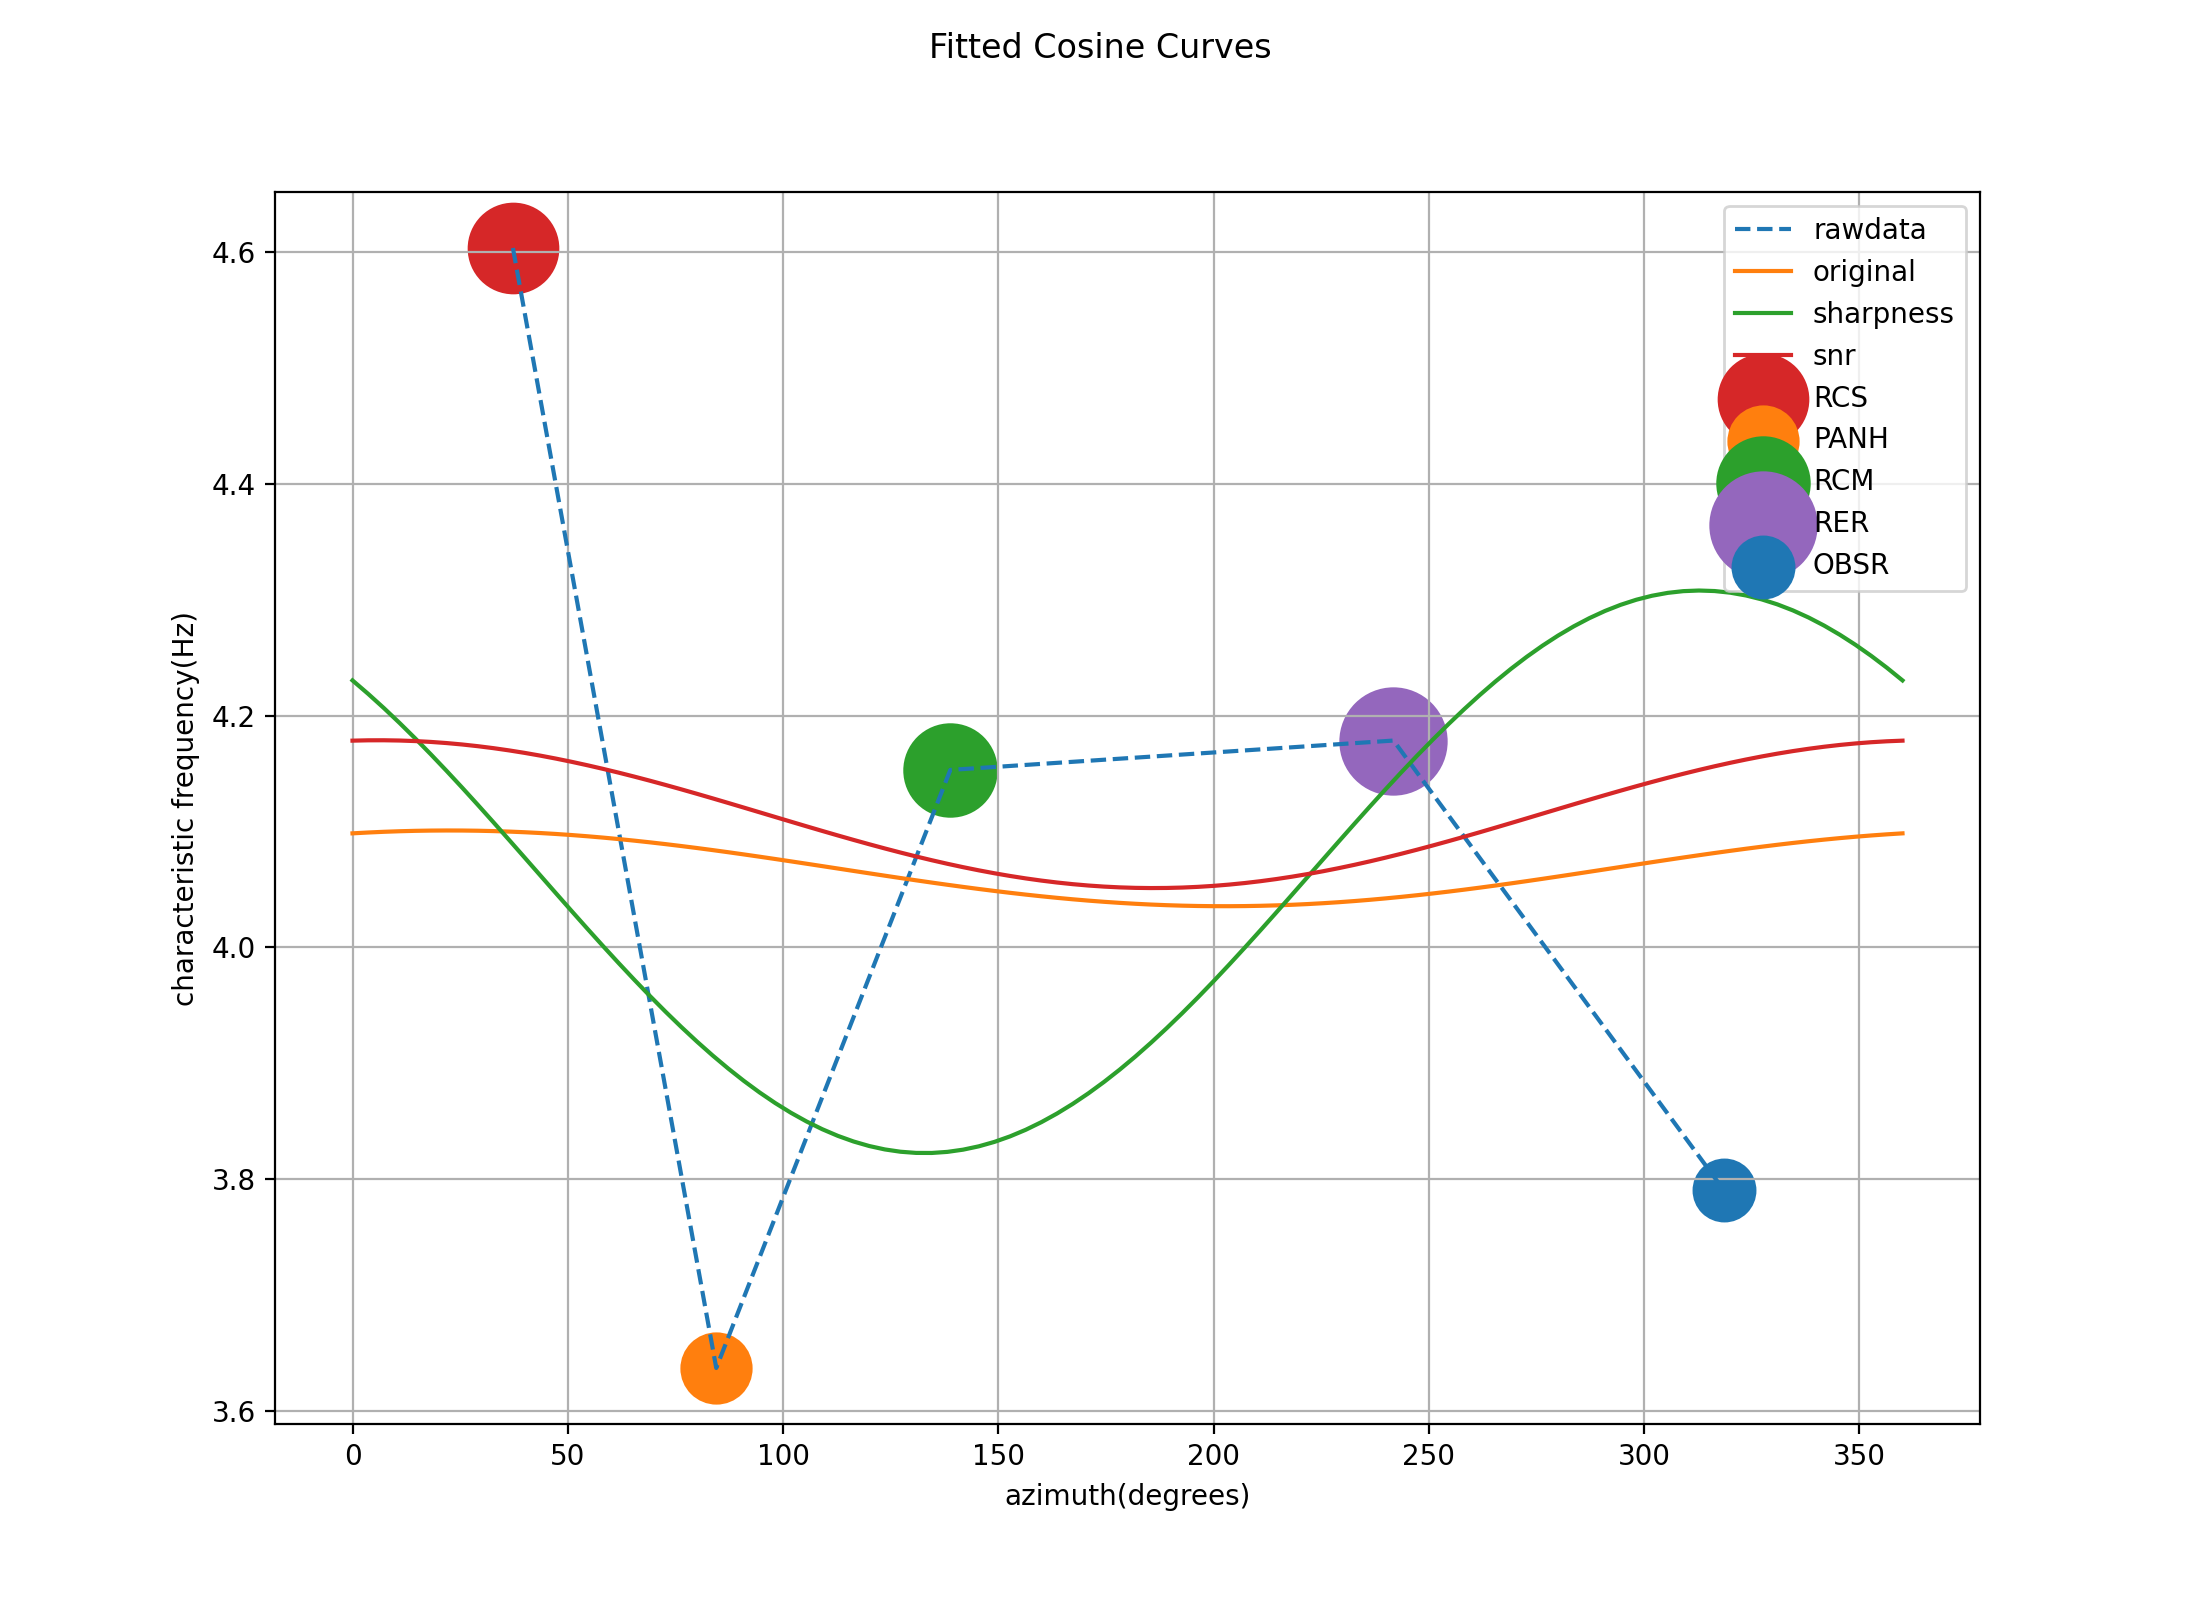 Fitted Cosine Curves
rawdata
original
sharpness
snr
RCS
PANH
RCM
RER
OBSR
characteristic frequency(Hz)
4.6
4.4
4.2
4.0
3.8
3.6
0 50 100 150 200 250 300 350
azimuth(degrees)